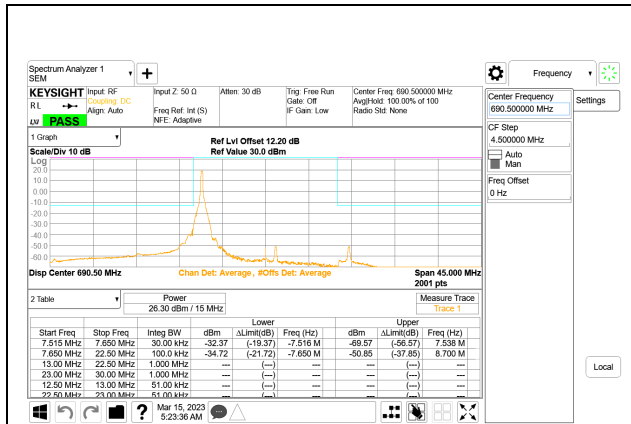 Spectrum Analyzer 1
SEM
+
Frequency
KEYSIGHT
R L
LXI
PASS
Input: RF
Coupling: DC
Align: Auto
Input Z: 50 Ω
Freq Ref: Int (S)
NFE: Adaptive
Atten: 30 dB
Trig: Free Run
Gate: Off
IF Gain: Low
Center Freq: 690.500000 MHz
Avg|Hold: 100.00% of 100
Radio Std: None
Center Frequency
690.500000 MHz
Settings
CF Step
4.500000 MHz
Auto
Man
Freq Offset
0 Hz
1 Graph
Scale/Div 10 dB
Ref Lvl Offset 12.20 dB
Ref Value 30.0 dBm
Log
20.0
10.0
0.00
-10.0
-20.0
-30.0
-40.0
-50.0
-60.0
Disp Center 690.50 MHz
Chan Det: Average, #Offs Det: Average
Span 45.000 MHz
2001 pts
2 Table
Power
26.30 dBm / 15 MHz
Measure Trace
Trace 1
Lower Upper
Start Freq Stop Freq Integ BW dBm ΔLimit(dB) Freq (Hz) dBm ΔLimit(dB) Freq (Hz)
7.515 MHz 7.650 MHz 30.00 kHz -32.37 (-19.37) -7.516 M -69.57 (-56.57) 7.538 M
7.650 MHz 22.50 MHz 100.0 kHz -34.72 (-21.72) -7.650 M -50.85 (-37.85) 8.700 M
13.00 MHz 22.50 MHz 1.000 MHz --- (---) --- --- (---) ---
23.00 MHz 30.00 MHz 1.000 MHz --- (---) --- --- (---) ---
12.50 MHz 13.00 MHz 51.00 kHz --- (---) --- --- (---) ---
22.50 MHz 23.00 MHz 51.00 kHz --- (---) --- --- (---) ---
Local
?
Mar 15, 2023
5:23:36 AM